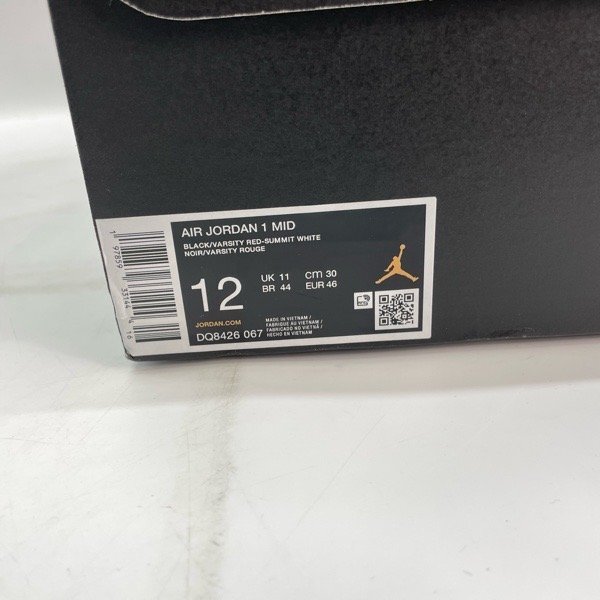 AIR JORDAN 1 MID
BLACK/VARSITY RED-SUMMIT WHITE
NOIR/VARSITY ROUGE
12
UK 11 cm 30
BR 44 EUR 46
JORDAN.COM
DQ8426 067
MADE IN VIETNAM /
FABRIQUÉ AU VIETNAM /
FABRICADO NO VIETNÃ /
HECHO EN VIETNAM